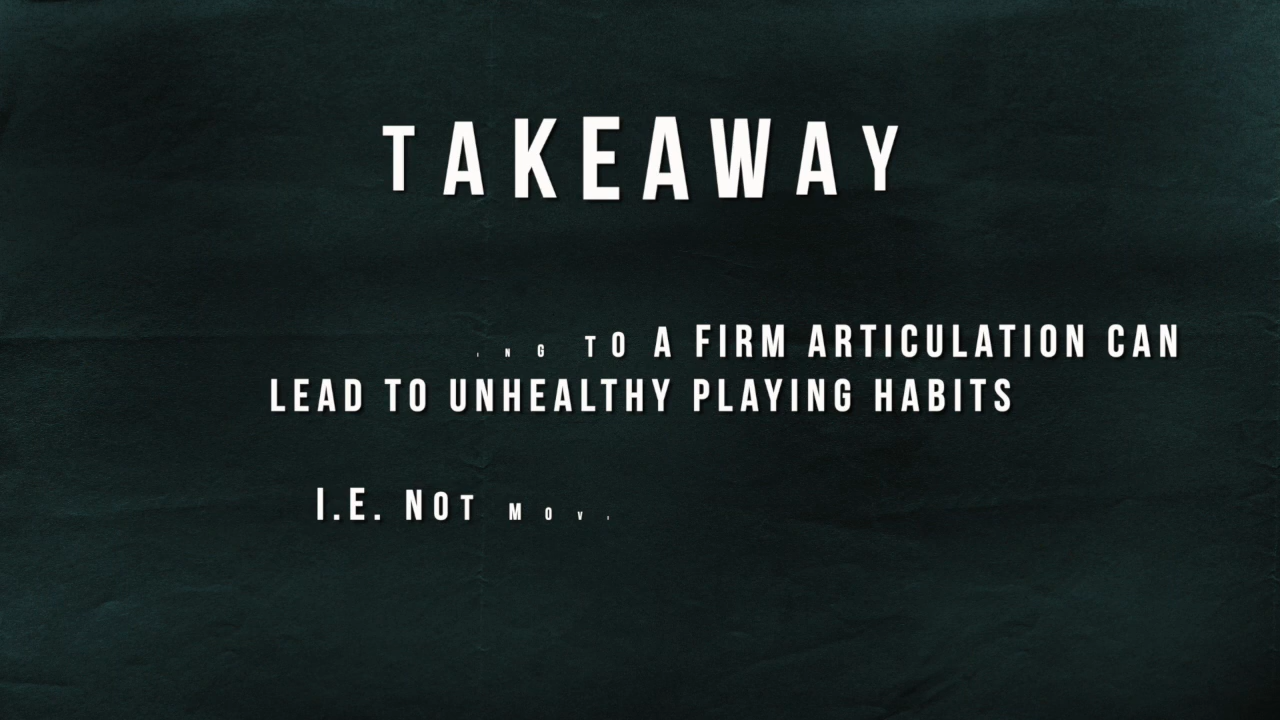 TAKEAWAY
TO A FIRM ARTICULATION CAN
LEAD TO UNHEALTHY PLAYING HABITS
I.E. NOT